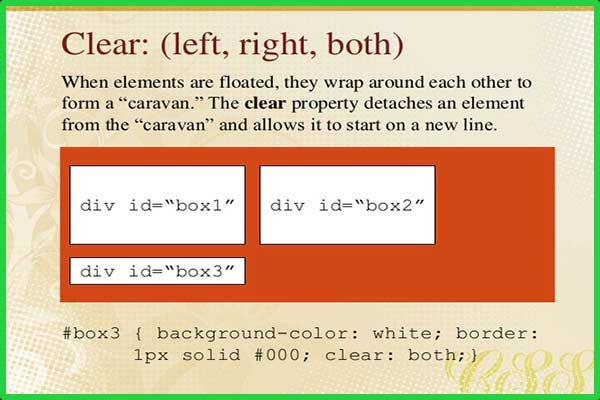 Clear: (left, right, both)
When elements are floated, they wrap around each other to
form a “caravan.” The clear property detaches an element
from the “caravan” and allows it to start on a new line.
div id=“box1”
div id=“box2”
div id=“box3”
#box3 { background-color: white; border:
1px solid #000; clear: both;}
CSS